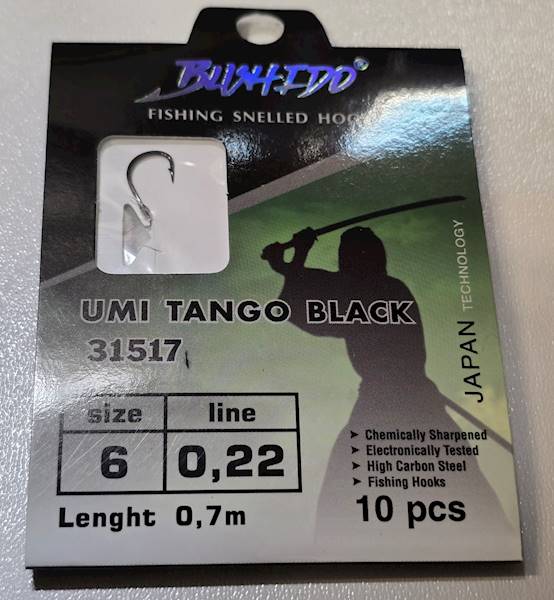 BUSHIDO
FISHING SNELLED HOOKS
UMI TANGO BLACK
31517
JAPAN TECHNOLOGY
size line
6 0,22
Lenght 0,7m
➤ Chemically Sharpened
➤ Electronically Tested
➤ High Carbon Steel
➤ Fishing Hooks
10 pcs